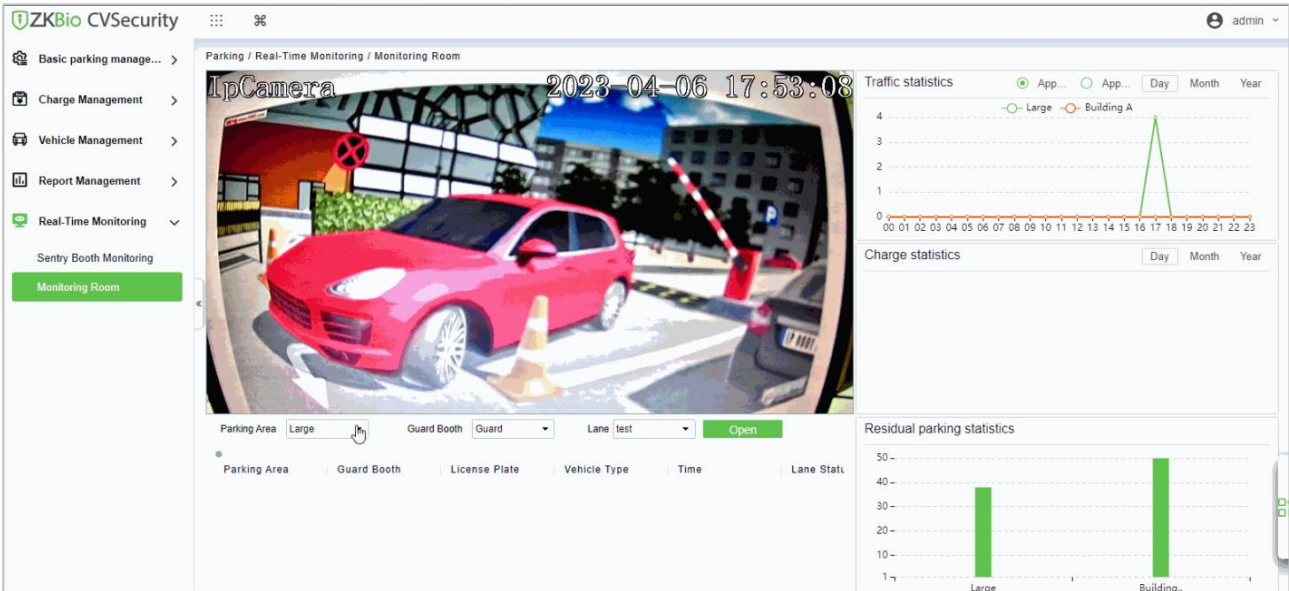 ZKBio CVSecurity
admin
Basic parking manage...
Charge Management
Vehicle Management
Report Management
Real-Time Monitoring
Sentry Booth Monitoring
Monitoring Room
Parking / Real-Time Monitoring / Monitoring Room
IpCamera 2023-04-06 17:53:08
P
Parking Area Large Guard Booth Guard Lane test Open
Parking Area Guard Booth License Plate Vehicle Type Time Lane Statu
Traffic statistics App... App... Day Month Year
Large Building A
4
3
2
1
0
00 01 02 03 04 05 06 07 08 09 10 11 12 13 14 15 16 17 18 19 20 21 22 23
Charge statistics Day Month Year
Residual parking statistics
50
40
30
20
10
1
Large Building..